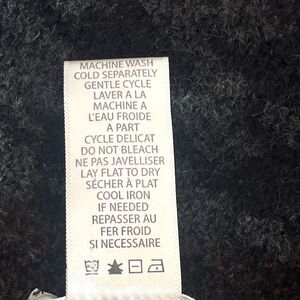 MACHINE WASH
COLD SEPARATELY
GENTLE CYCLE
LAVER A LA
MACHINE A
L'EAU FROIDE
A PART
CYCLE DELICAT
DO NOT BLEACH
NE PAS JAVELLISER
LAY FLAT TO DRY
SÉCHER À PLAT
COOL IRON
IF NEEDED
REPASSER AU
FER FROID
SI NECESSAIRE